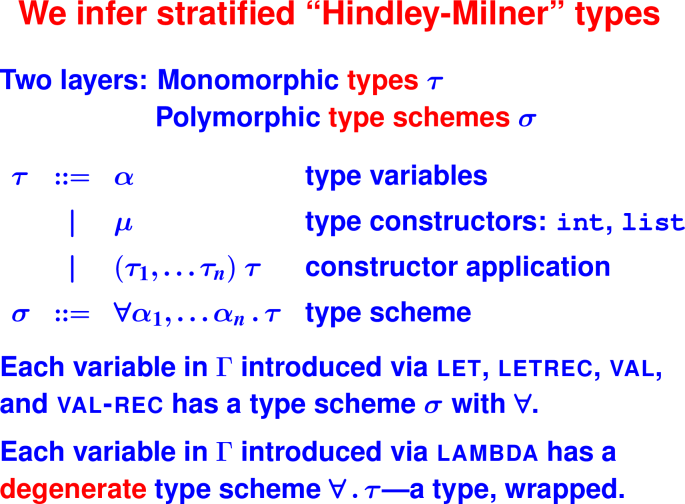 We infer stratified “Hindley-Milner” types
Two layers: Monomorphic types τ
Polymorphic type schemes σ
τ ::= α type variables
| μ type constructors: int, list
| (τ1, ... τn) τ constructor application
σ ::= ∀α1, ... αn . τ type scheme
Each variable in Γ introduced via LET, LETREC, VAL,
and VAL-REC has a type scheme σ with ∀.
Each variable in Γ introduced via LAMBDA has a
degenerate type scheme ∀ . τ—a type, wrapped.